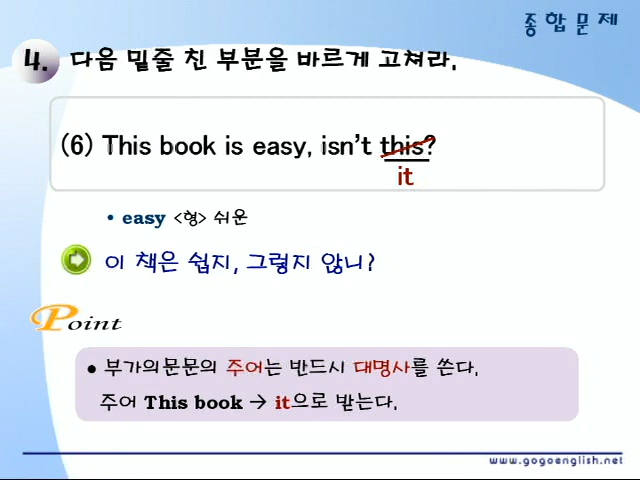 종합문제
4. 다음 밑줄 친 부분을 바르게 고쳐라.
(6) This book is easy, isn't this?
it
• easy <형> 쉬운
이 책은 쉽지, 그렇지 않니?
Point
● 부가의문문의 주어는 반드시 대명사를 쓴다.
주어 This book → it으로 받는다.
www.gogoenglish.net